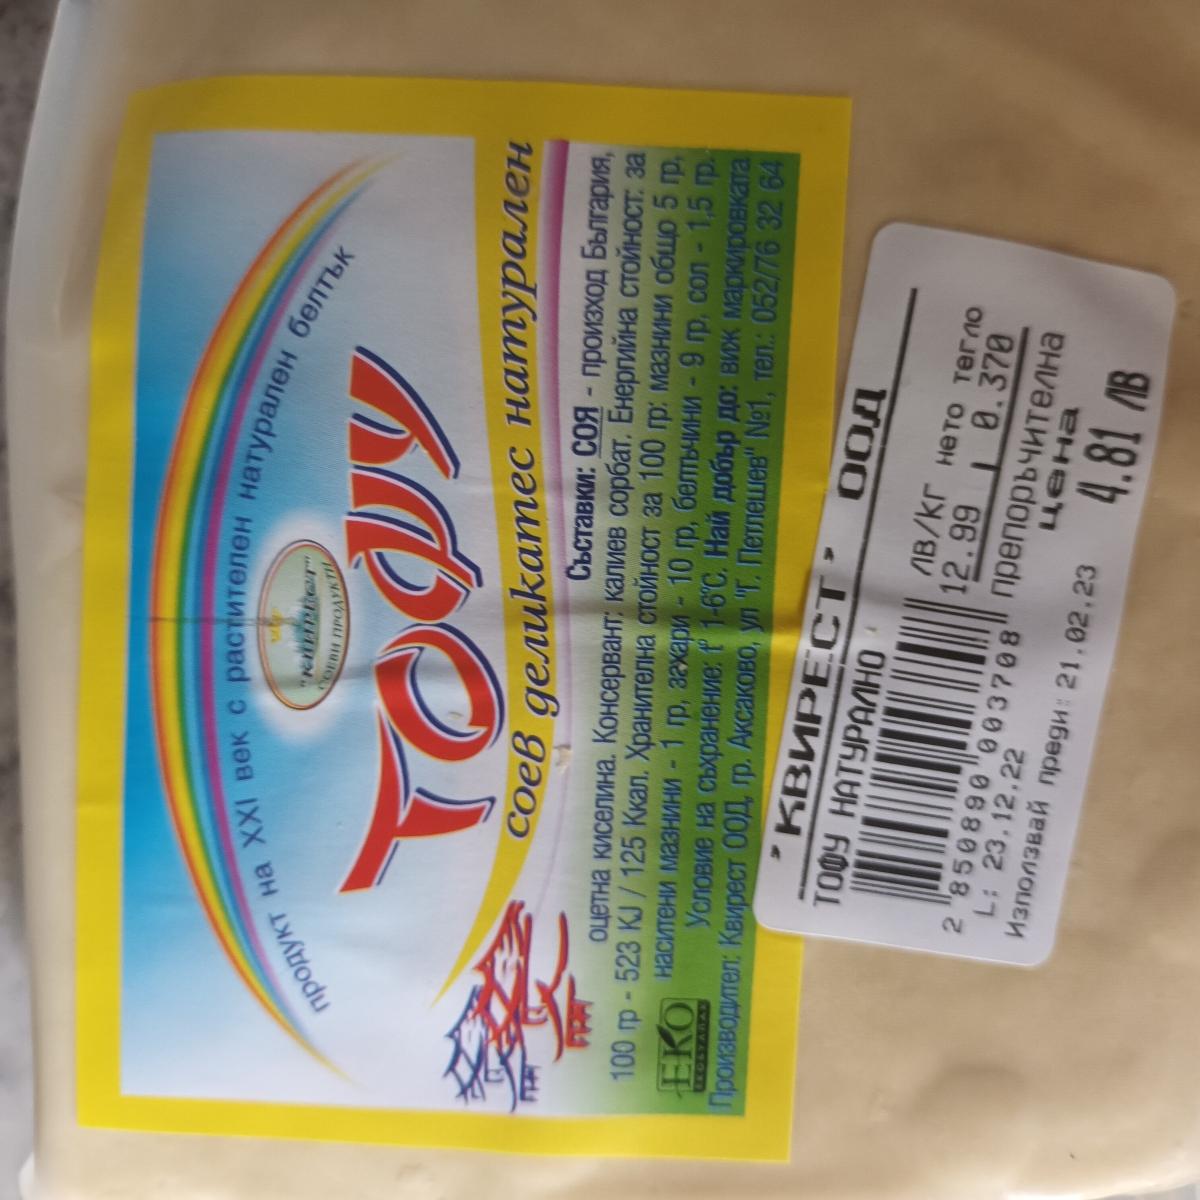 продукт на XXI век с растителен натурален белтък
"Квирест"
СОЕВИ ПРОДУКТИ
ТОФУ
соев деликатес натурален
Съставки: СОЯ - произход България,
оцетна киселина. Консервант: калиев сорбат. Енергийна стойност: за
100 гр - 523 KJ / 125 Ккал. Хранителна стойност за 100 гр: мазнини общо 5 гр,
наситени мазнини - 1 гр, захари - 10 гр, белтъчини - 9 гр, сол - 1,5 гр.
Условие на съхранение: t° 1-6°C. Най добър до: виж маркировката
Производител: Квирест ООД, гр. Аксаково, ул "Г. Петлешев" №1, тел.: 052/76 32 64
ЕКО
'КВИРЕСТ' ООД
ТОФУ НАТУРАЛНО
ЛВ/КГ нето тегло
12.99 0.370
2 850890 003708 препоръчителна
L: 23.12.22 цена
Използвай преди: 21.02.23 4.81 ЛВ